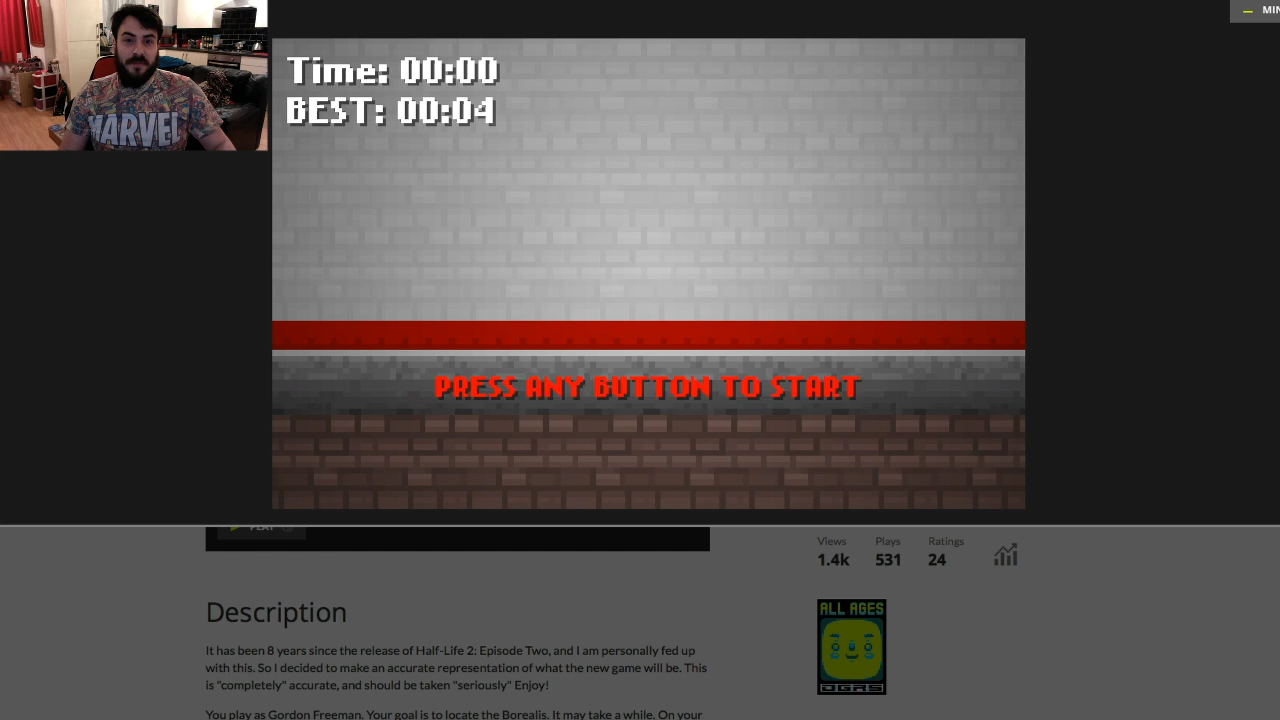 MARVEL
Time: 00:00
BEST: 00:04
PRESS ANY BUTTON TO START
PLAY
Views Plays Ratings
1.4k 531 24
Description
ALL AGES
It has been 8 years since the release of Half-Life 2: Episode Two, and I am personally fed up
with this. So I decided to make an accurate representation of what the new game will be. This
is "completely" accurate, and should be taken "seriously" Enjoy!
DGRS
You play as Gordon Freeman. Your goal is to locate the Borealis. It may take a while. On your